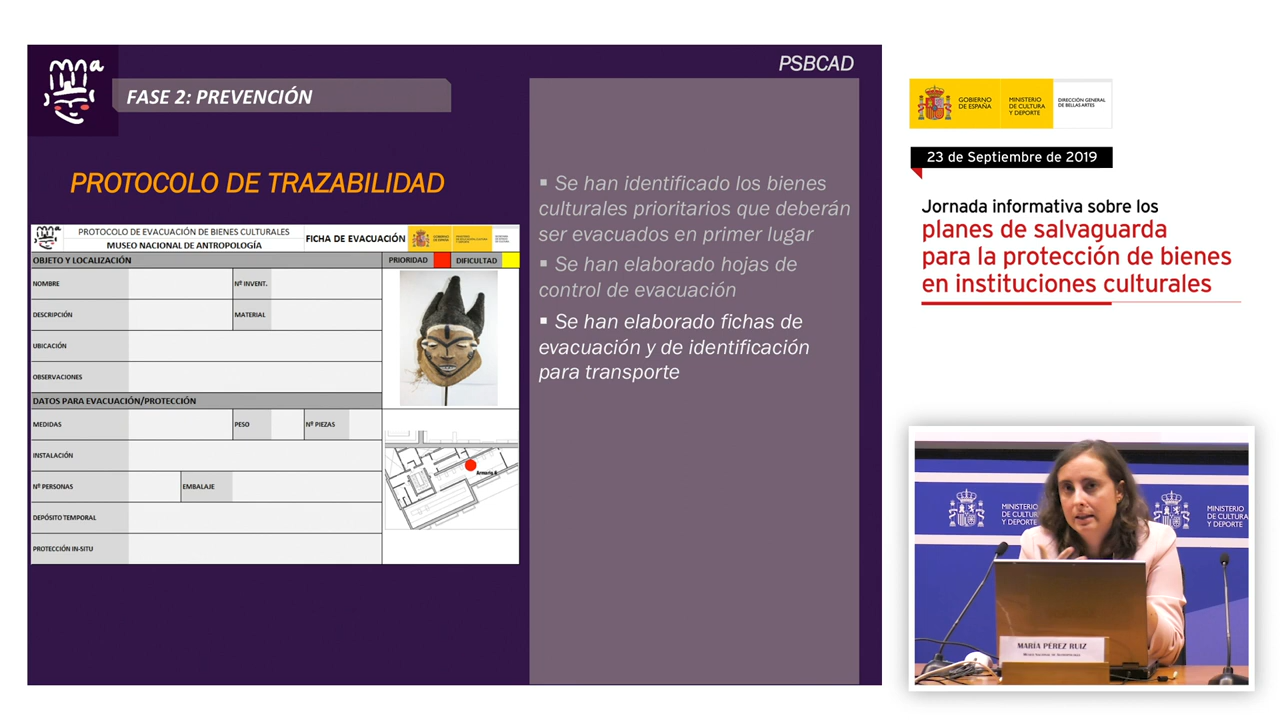 PSBCAD
FASE 2: PREVENCIÓN
PROTOCOLO DE TRAZABILIDAD
PROTOCOLO DE EVACUACIÓN DE BIENES CULTURALES
MUSEO NACIONAL DE ANTROPOLOGÍA
FICHA DE EVACUACIÓN
OBJETO Y LOCALIZACIÓN
PRIORIDAD
DIFICULTAD
NOMBRE
Nº INVENT.
DESCRIPCIÓN
MATERIAL
UBICACIÓN
OBSERVACIONES
DATOS PARA EVACUACIÓN/PROTECCIÓN
MEDIDAS
PESO
Nº PIEZAS
INSTALACIÓN
Nº PERSONAS
EMBALAJE
DEPÓSITO TEMPORAL
PROTECCIÓN IN-SITU
Armario 6
▪ Se han identificado los bienes
culturales prioritarios que deberán
ser evacuados en primer lugar
▪ Se han elaborado hojas de
control de evacuación
▪ Se han elaborado fichas de
evacuación y de identificación
para transporte
GOBIERNO
DE ESPAÑA
MINISTERIO
DE CULTURA
Y DEPORTE
DIRECCIÓN GENERAL
DE BELLAS ARTES
23 de Septiembre de 2019
Jornada informativa sobre los
planes de salvaguarda
para la protección de bienes
en instituciones culturales
MINISTERIO
DE CULTURA
Y DEPORTE
MINISTERIO
DE CULTURA
Y DEPORTE
MARÍA PÉREZ RUIZ